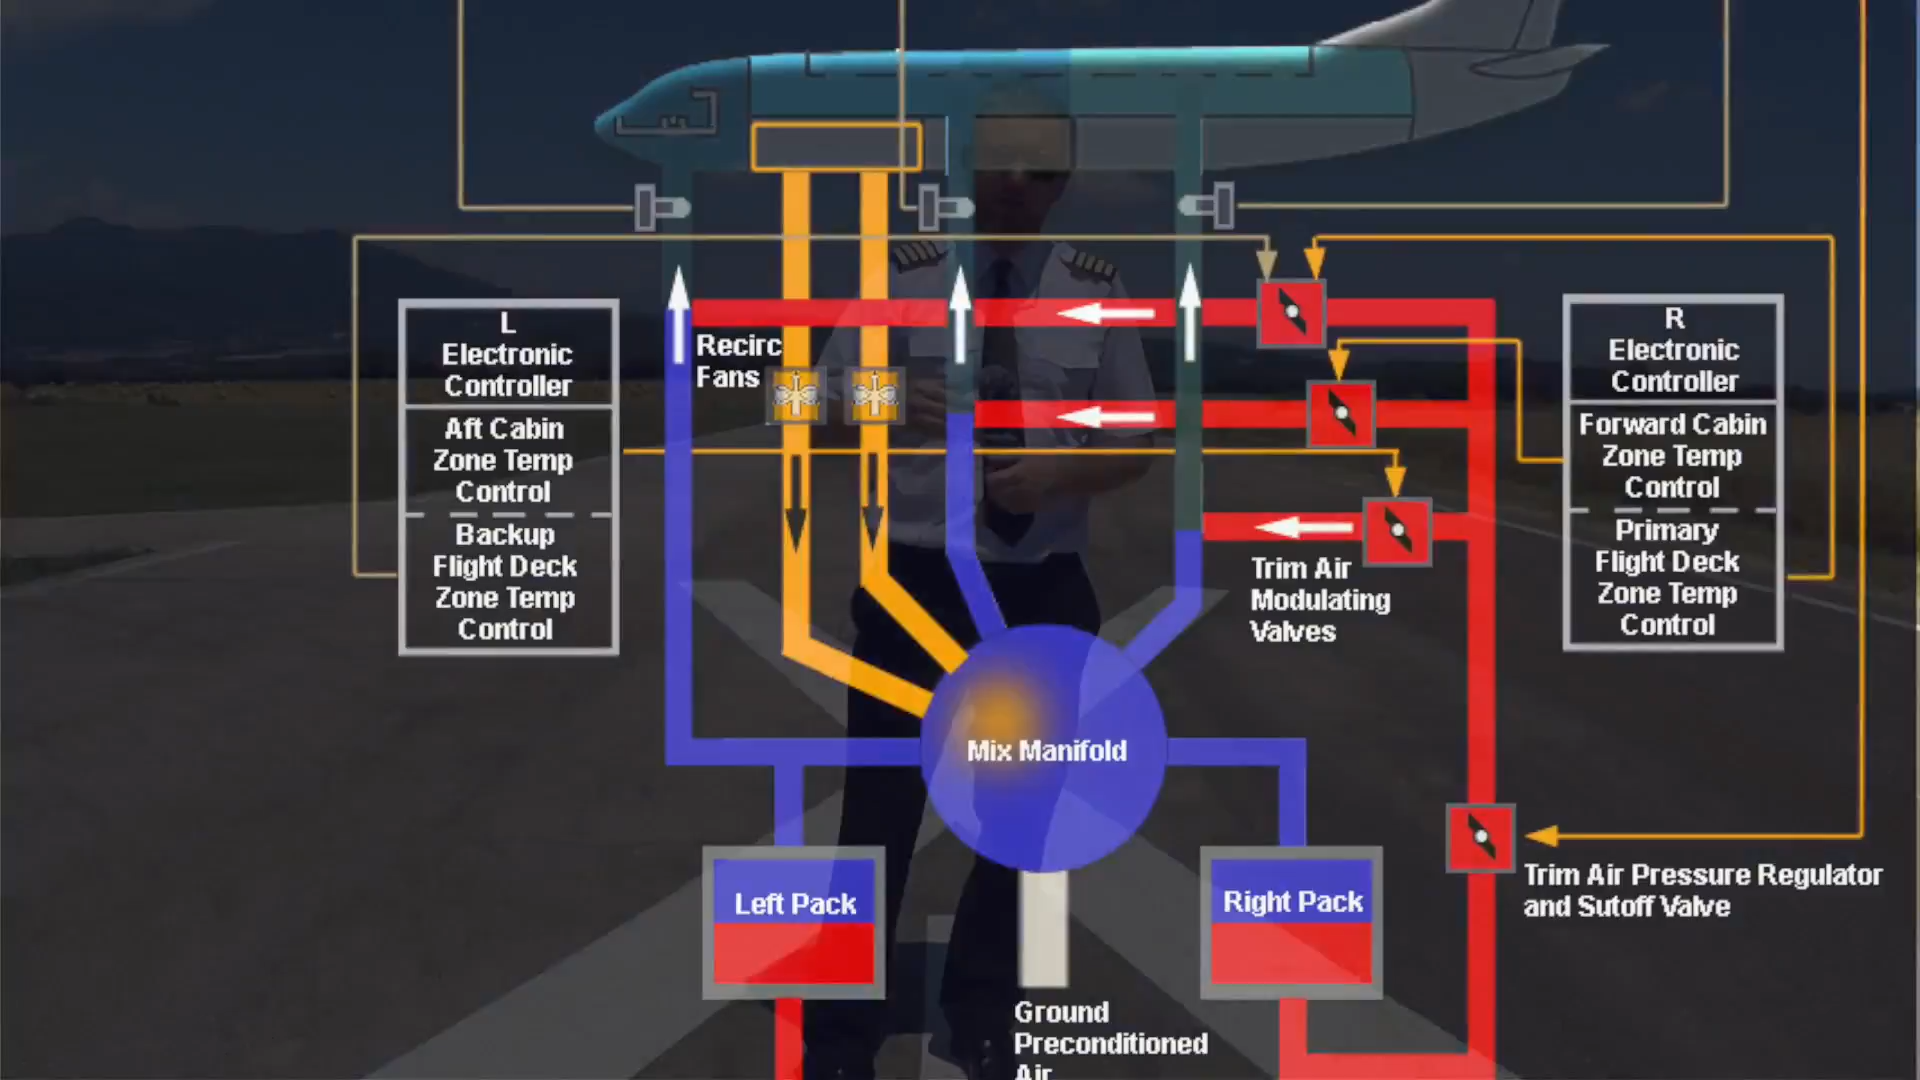 L
Electronic
Controller
Aft Cabin
Zone Temp
Control
Backup
Flight Deck
Zone Temp
Control
Recirc
Fans
R
Electronic
Controller
Forward Cabin
Zone Temp
Control
Primary
Flight Deck
Zone Temp
Control
Trim Air
Modulating
Valves
Mix Manifold
Left Pack
Right Pack
Trim Air Pressure Regulator
and Sutoff Valve
Ground
Preconditioned
Air